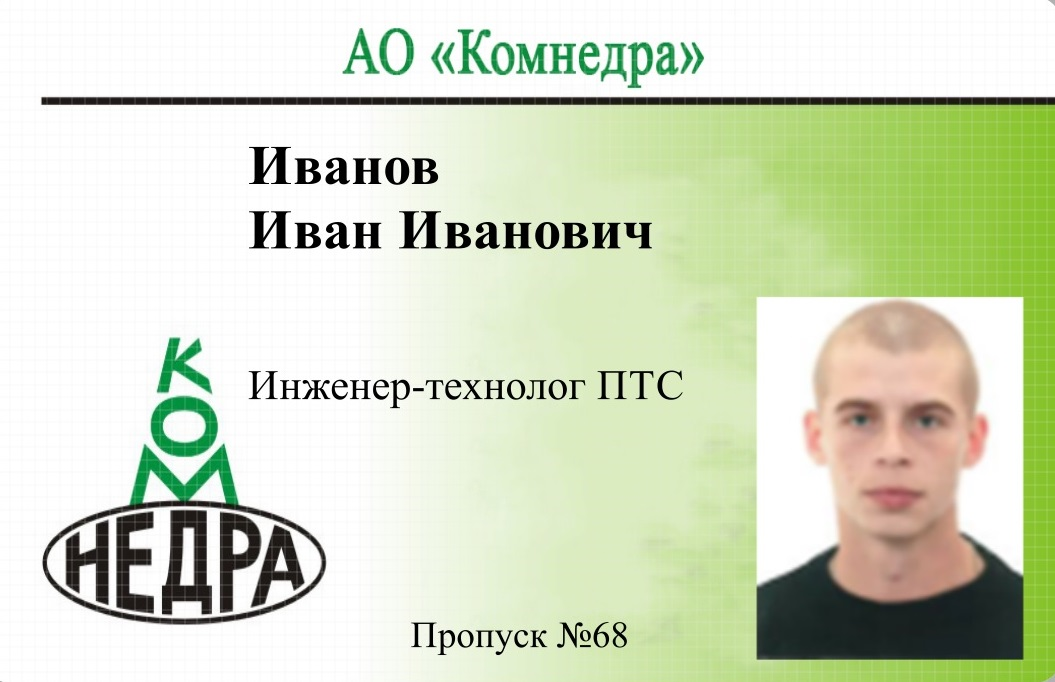 АО «Комнедра»
Иванов
Иван Иванович
Инженер-технолог ПТС
КОМ
НЕДРА
Пропуск №68